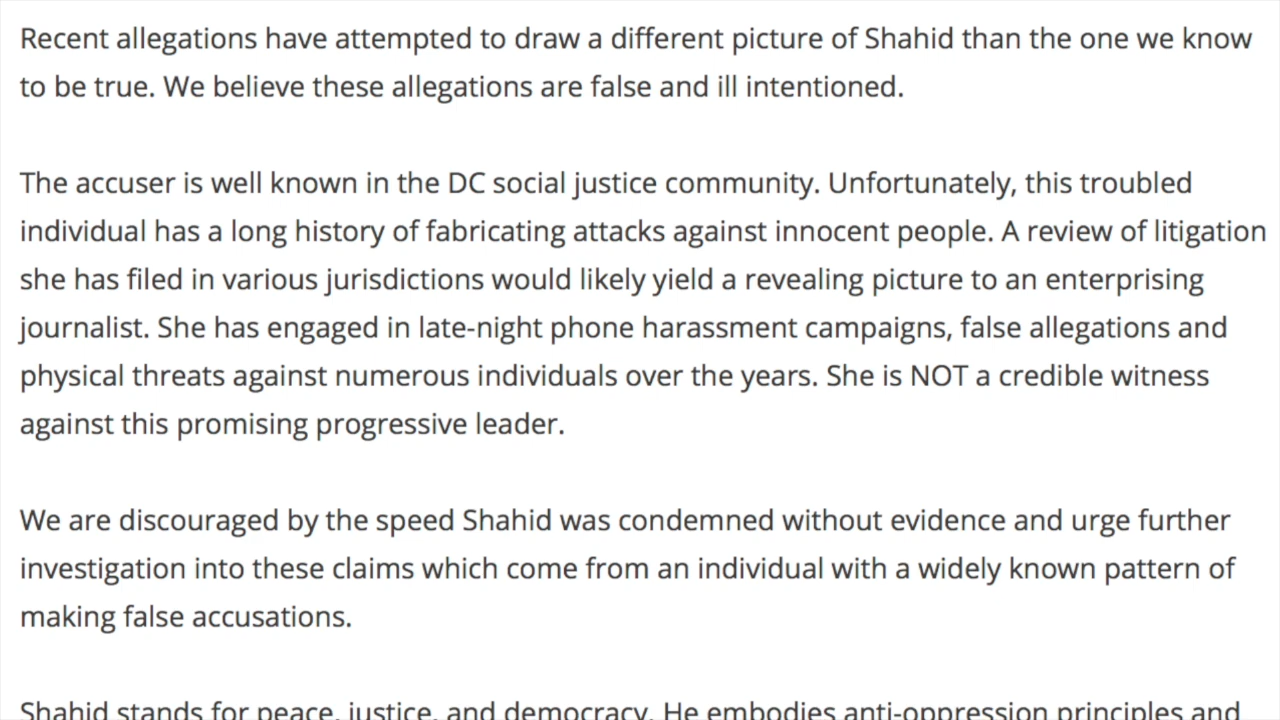 Recent allegations have attempted to draw a different picture of Shahid than the one we know
to be true. We believe these allegations are false and ill intentioned.
The accuser is well known in the DC social justice community. Unfortunately, this troubled
individual has a long history of fabricating attacks against innocent people. A review of litigation
she has filed in various jurisdictions would likely yield a revealing picture to an enterprising
journalist. She has engaged in late-night phone harassment campaigns, false allegations and
physical threats against numerous individuals over the years. She is NOT a credible witness
against this promising progressive leader.
We are discouraged by the speed Shahid was condemned without evidence and urge further
investigation into these claims which come from an individual with a widely known pattern of
making false accusations.
Shahid stands for peace, justice, and democracy. He embodies anti-oppression principles and